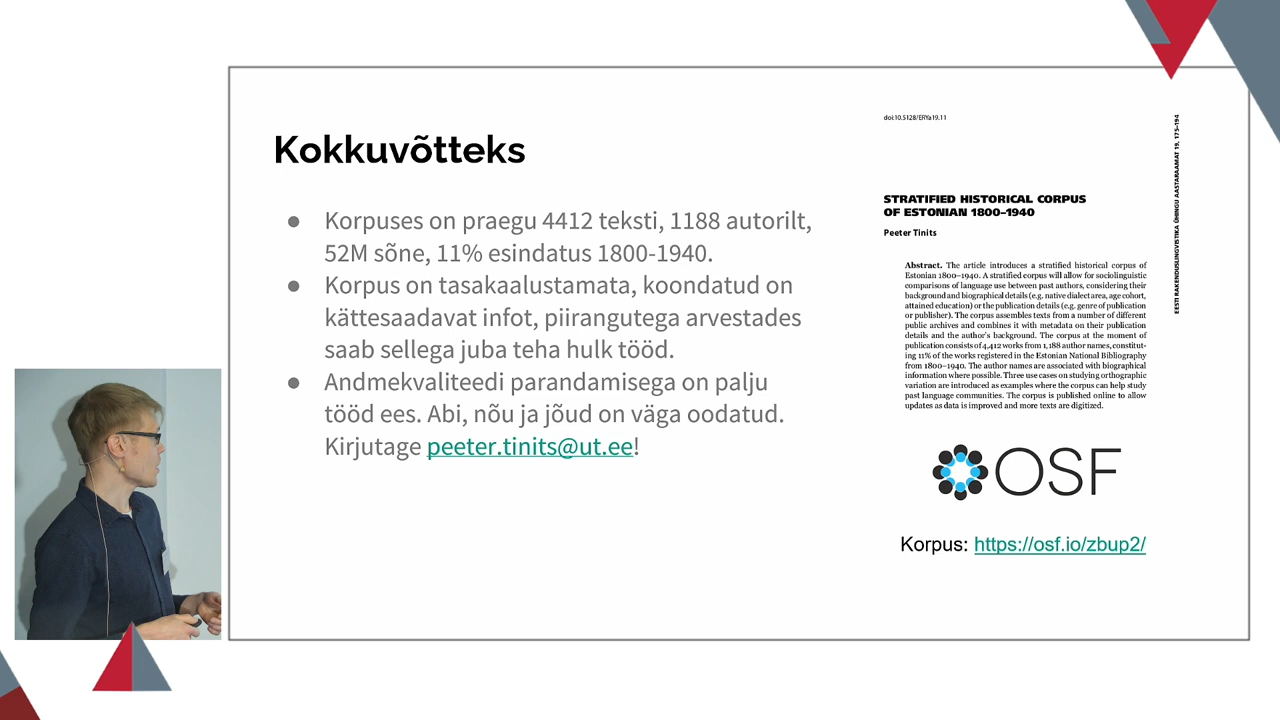 Kokkuvõtteks
● Korpuses on praegu 4412 teksti, 1188 autorilt,
52M sõne, 11% esindatus 1800-1940.
● Korpus on tasakaalustamata, koondatud on
kättesaadavat infot, piirangutega arvestades
saab sellega juba teha hulk tööd.
● Andmekvaliteedi parandamisega on palju
tööd ees. Abi, nõu ja jõud on väga oodatud.
Kirjutage peeter.tinits@ut.ee!
doi:10.5128/ERYa19.11
STRATIFIED HISTORICAL CORPUS
OF ESTONIAN 1800–1940
Peeter Tinits
Abstract. The article introduces a stratified historical corpus of
Estonian 1800–1940. A stratified corpus will allow for sociolinguistic
comparisons of language use between past authors, considering their
background and biographical details (e.g. native dialect area, age cohort,
attained education) or the publication details (e.g. genre of publication
or publisher). The corpus assembles texts from a number of different
public archives and combines it with metadata on their publication
details and the author's background. The corpus at the moment of
publication consists of 4,412 works from 1,188 author names, constitut-
ing 11% of the works registered in the Estonian National Bibliography
from 1800–1940. The author names are associated with biographical
information where possible. Three use cases on studying orthographic
variation are introduced as examples where the corpus can help study
past language communities. The corpus is published online to allow
updates as data is improved and more texts are digitized.
EESTI RAKENDUSLINGVISTIKA ÜHINGU AASTARAAMAT 19, 175–194
OSF
Korpus: https://osf.io/zbup2/